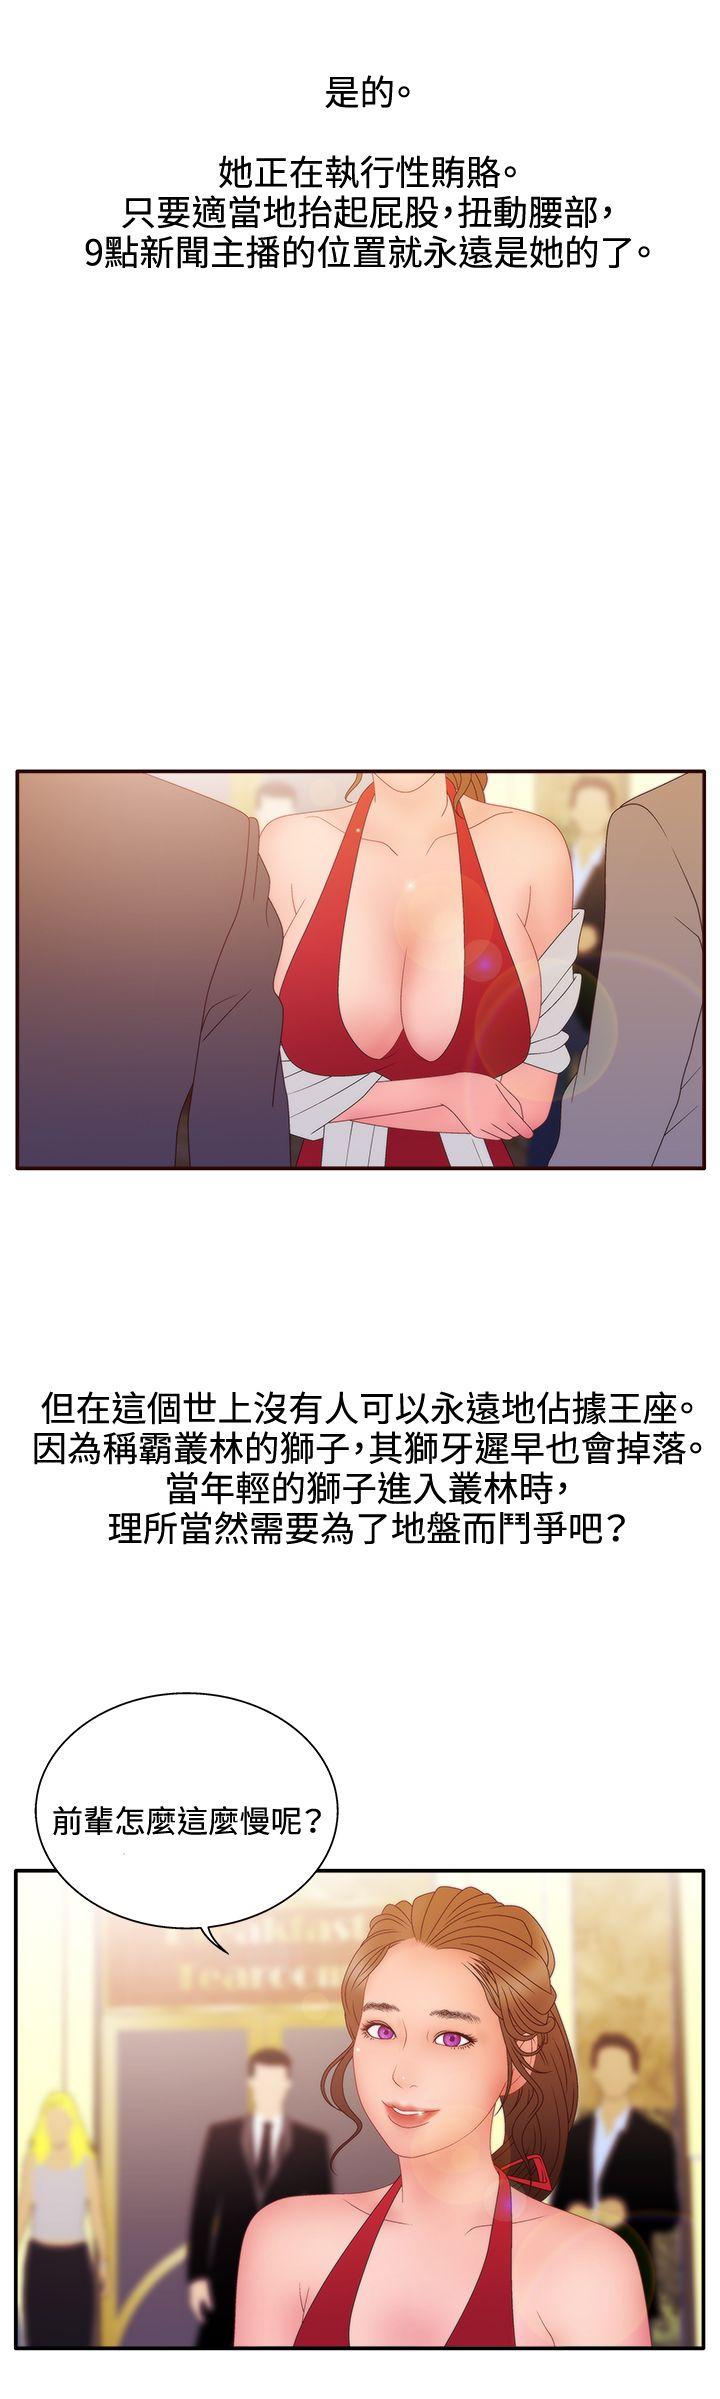 是的。
她正在執行性賄賂。
只要適當地抬起屁股，扭動腰部，
9點新聞主播的位置就永遠是她的了。
但在這個世上沒有人可以永遠地佔據王座。
因為稱霸叢林的獅子，其獅牙遲早也會掉落。
當年輕的獅子進入叢林時，
理所當然需要為了地盤而鬥爭吧？
前輩怎麼這麼慢呢？
Breakfast
Tearoom